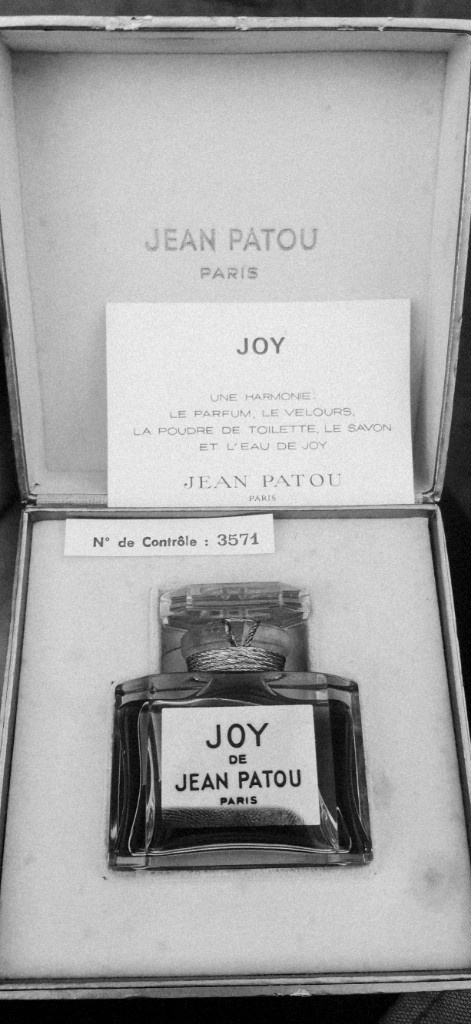 JEAN PATOU
PARIS
JOY
UNE HARMONIE:
LE PARFUM, LE VELOURS,
LA POUDRE DE TOILETTE, LE SAVON
ET L'EAU DE JOY
JEAN PATOU
PARIS
N° de Contrôle : 3571
JOY
DE
JEAN PATOU
PARIS